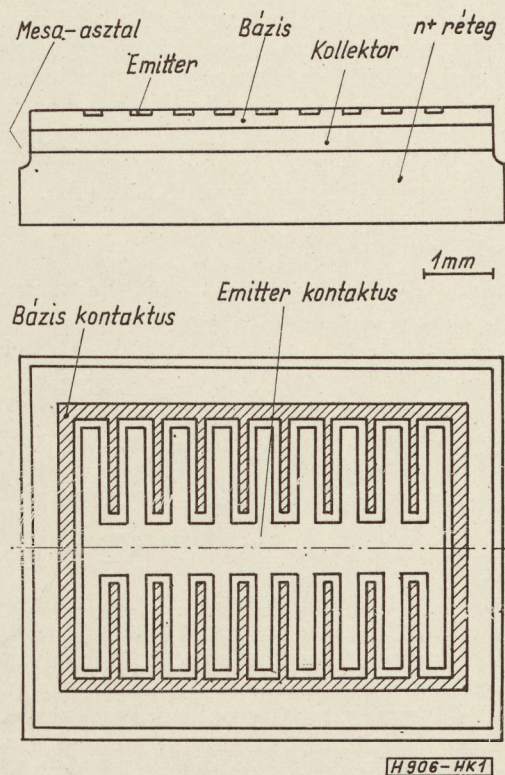 Mesa-asztal
Emitter
Bázis
Kollektor
n+ réteg
1mm
Emitter kontaktus
Bázis kontaktus
H906-HK1